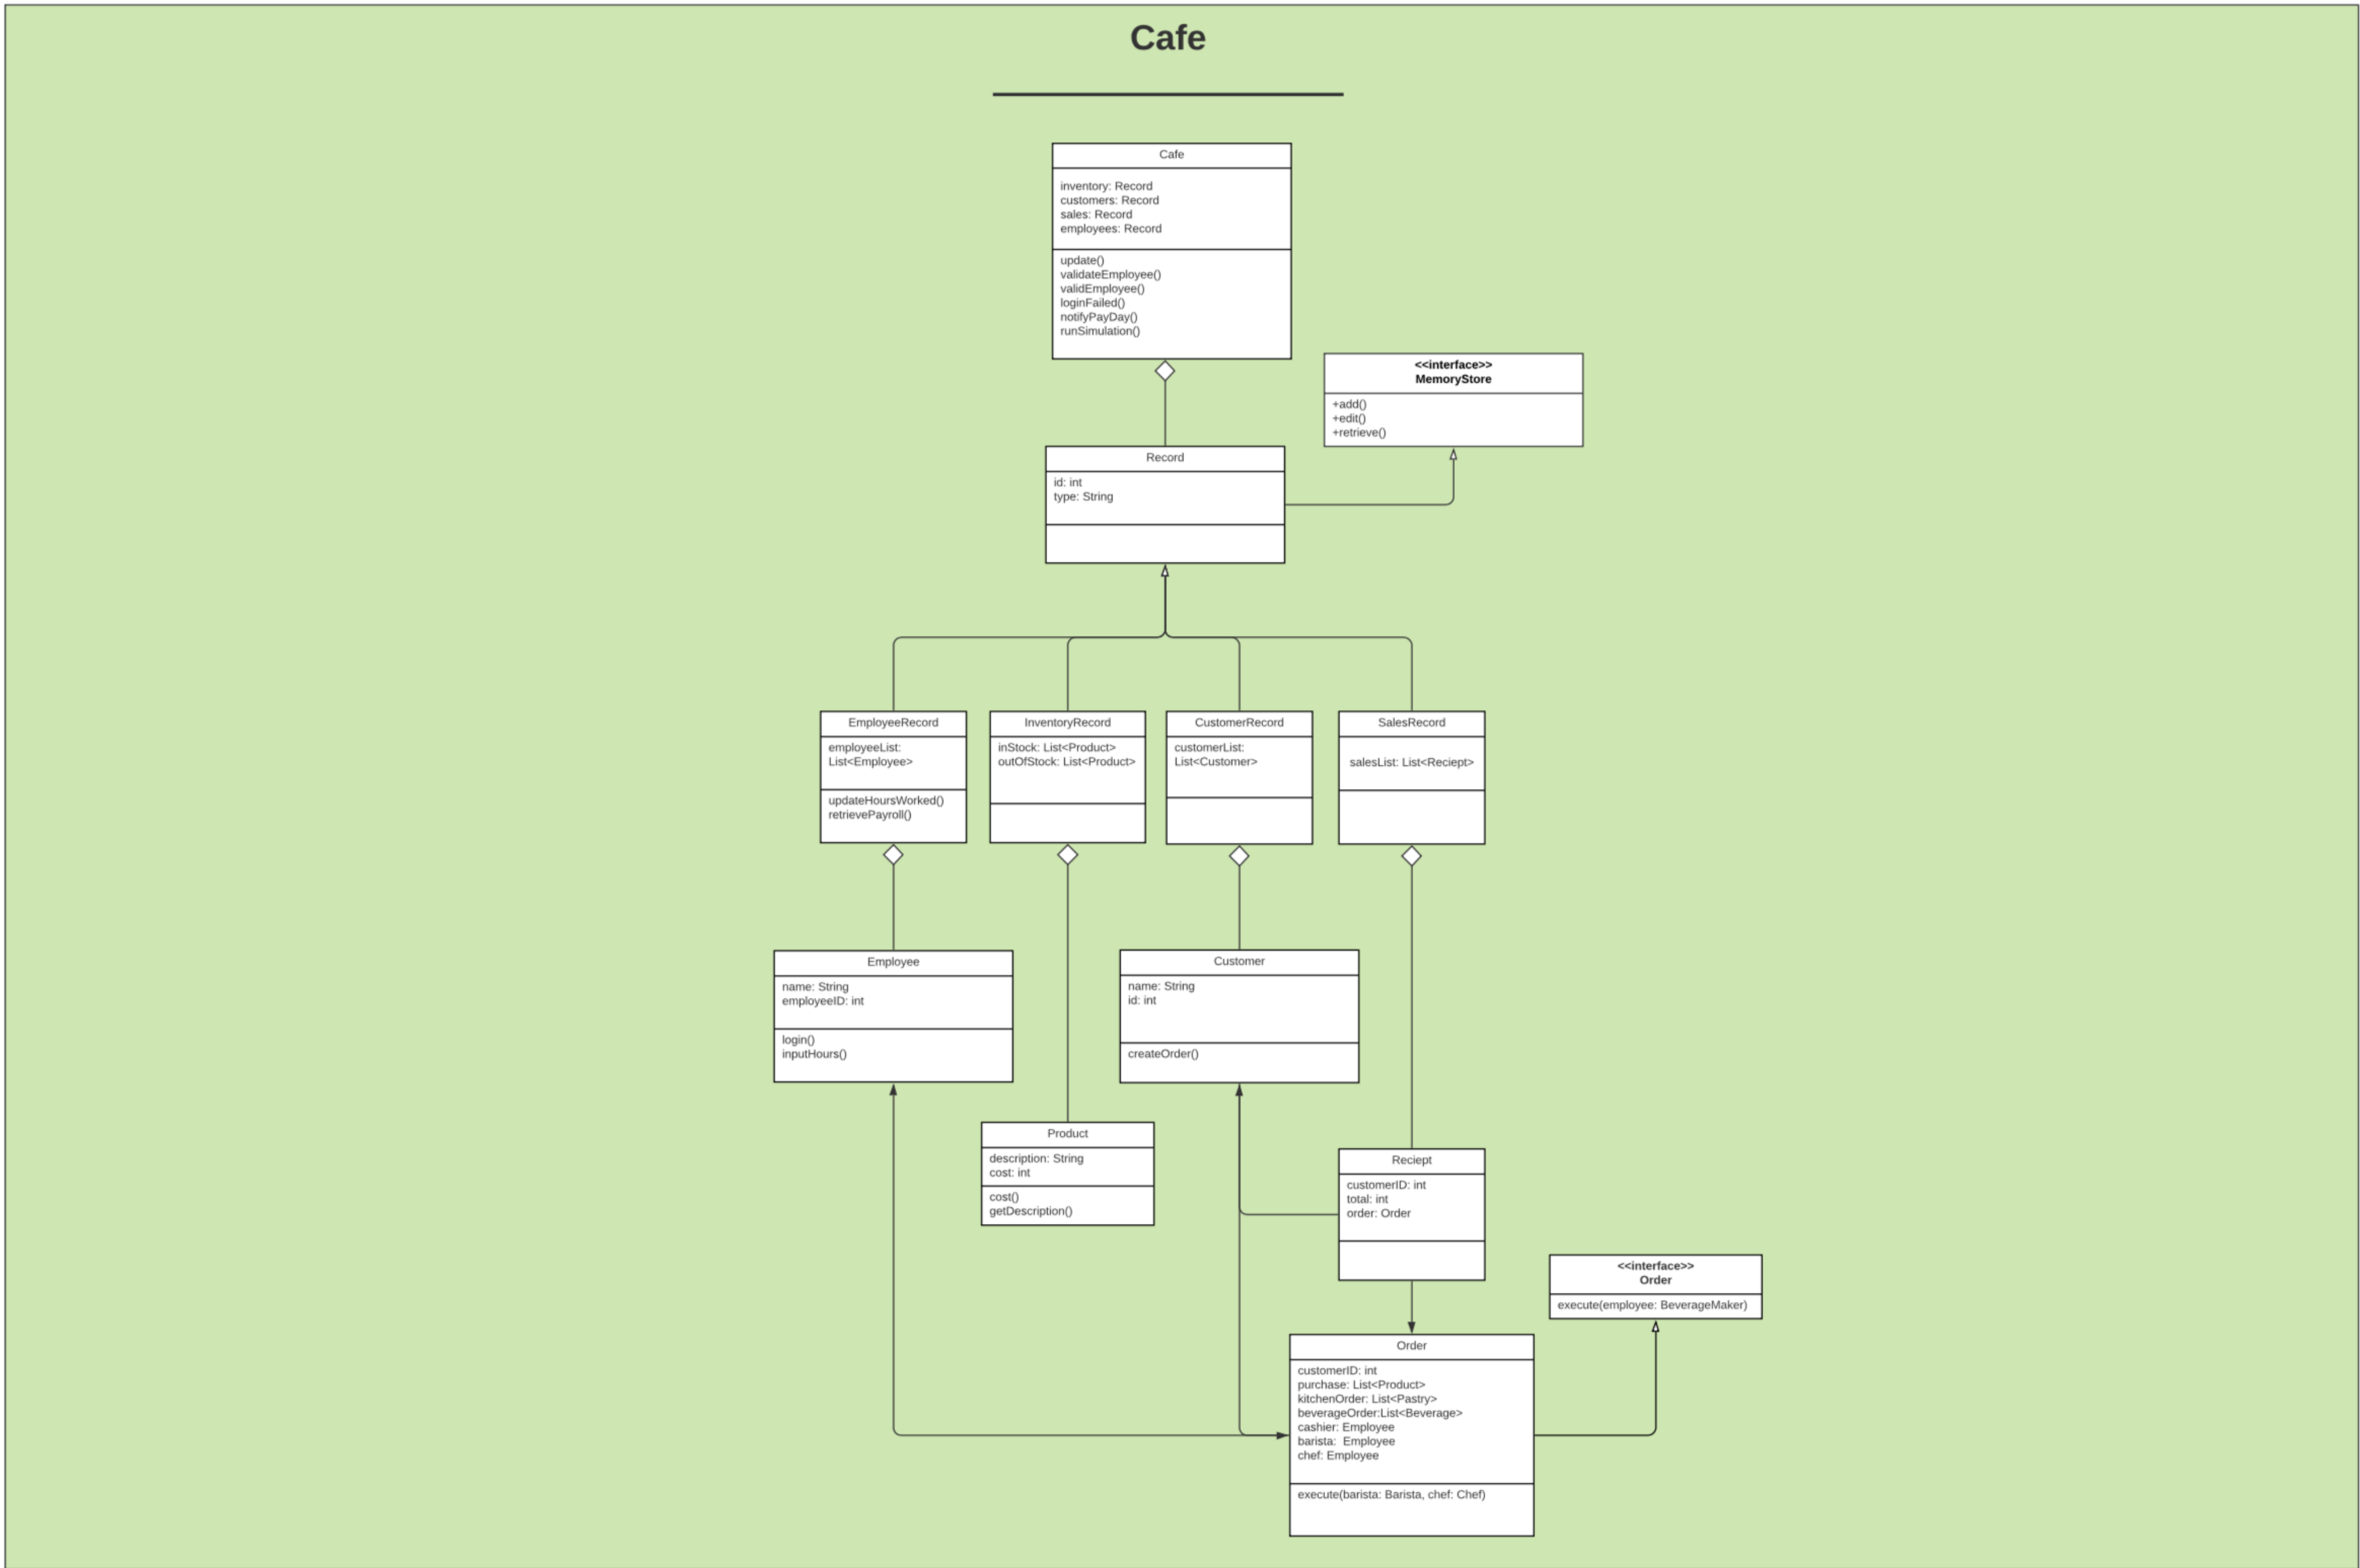 Cafe
Cafe
inventory: Record
customers: Record
sales: Record
employees: Record
update()
validateEmployee()
validEmployee()
loginFailed()
notifyPayDay()
runSimulation()
<<interface>>
MemoryStore
+add()
+edit()
+retrieve()
Record
id: int
type: String
EmployeeRecord
employeeList:
List<Employee>
updateHoursWorked()
retrievePayroll()
InventoryRecord
inStock: List<Product>
outOfStock: List<Product>
CustomerRecord
customerList:
List<Customer>
SalesRecord
salesList: List<Reciept>
Employee
name: String
employeeID: int
login()
inputHours()
Customer
name: String
id: int
createOrder()
Product
description: String
cost: int
cost()
getDescription()
Reciept
customerID: int
total: int
order: Order
<<interface>>
Order
execute(employee: BeverageMaker)
Order
customerID: int
purchase: List<Product>
kitchenOrder: List<Pastry>
beverageOrder:List<Beverage>
cashier: Employee
barista:  Employee
chef: Employee
execute(barista: Barista, chef: Chef)